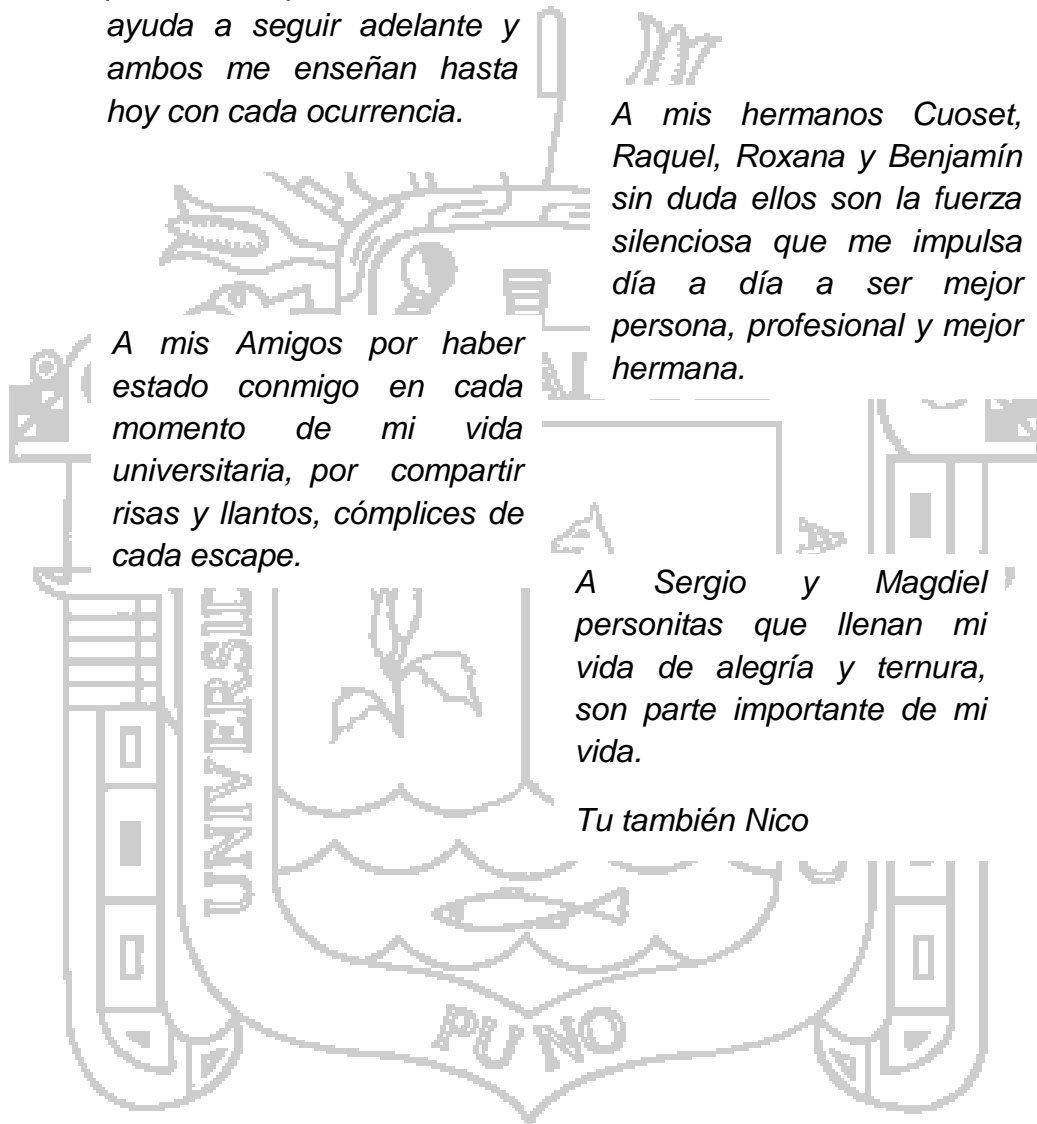 ayuda a seguir adelante y
ambos me enseñan hasta
hoy con cada ocurrencia.
A mis hermanos Cuoset,
Raquel, Roxana y Benjamín
sin duda ellos son la fuerza
silenciosa que me impulsa
día a día a ser mejor
persona, profesional y mejor
hermana.
A mis Amigos por haber
estado conmigo en cada
momento de mi vida
universitaria, por compartir
risas y llantos, cómplices de
cada escape.
A Sergio y Magdiel
personitas que llenan mi
vida de alegría y ternura,
son parte importante de mi
vida.
Tu también Nico
UNIVERSID
PUNO